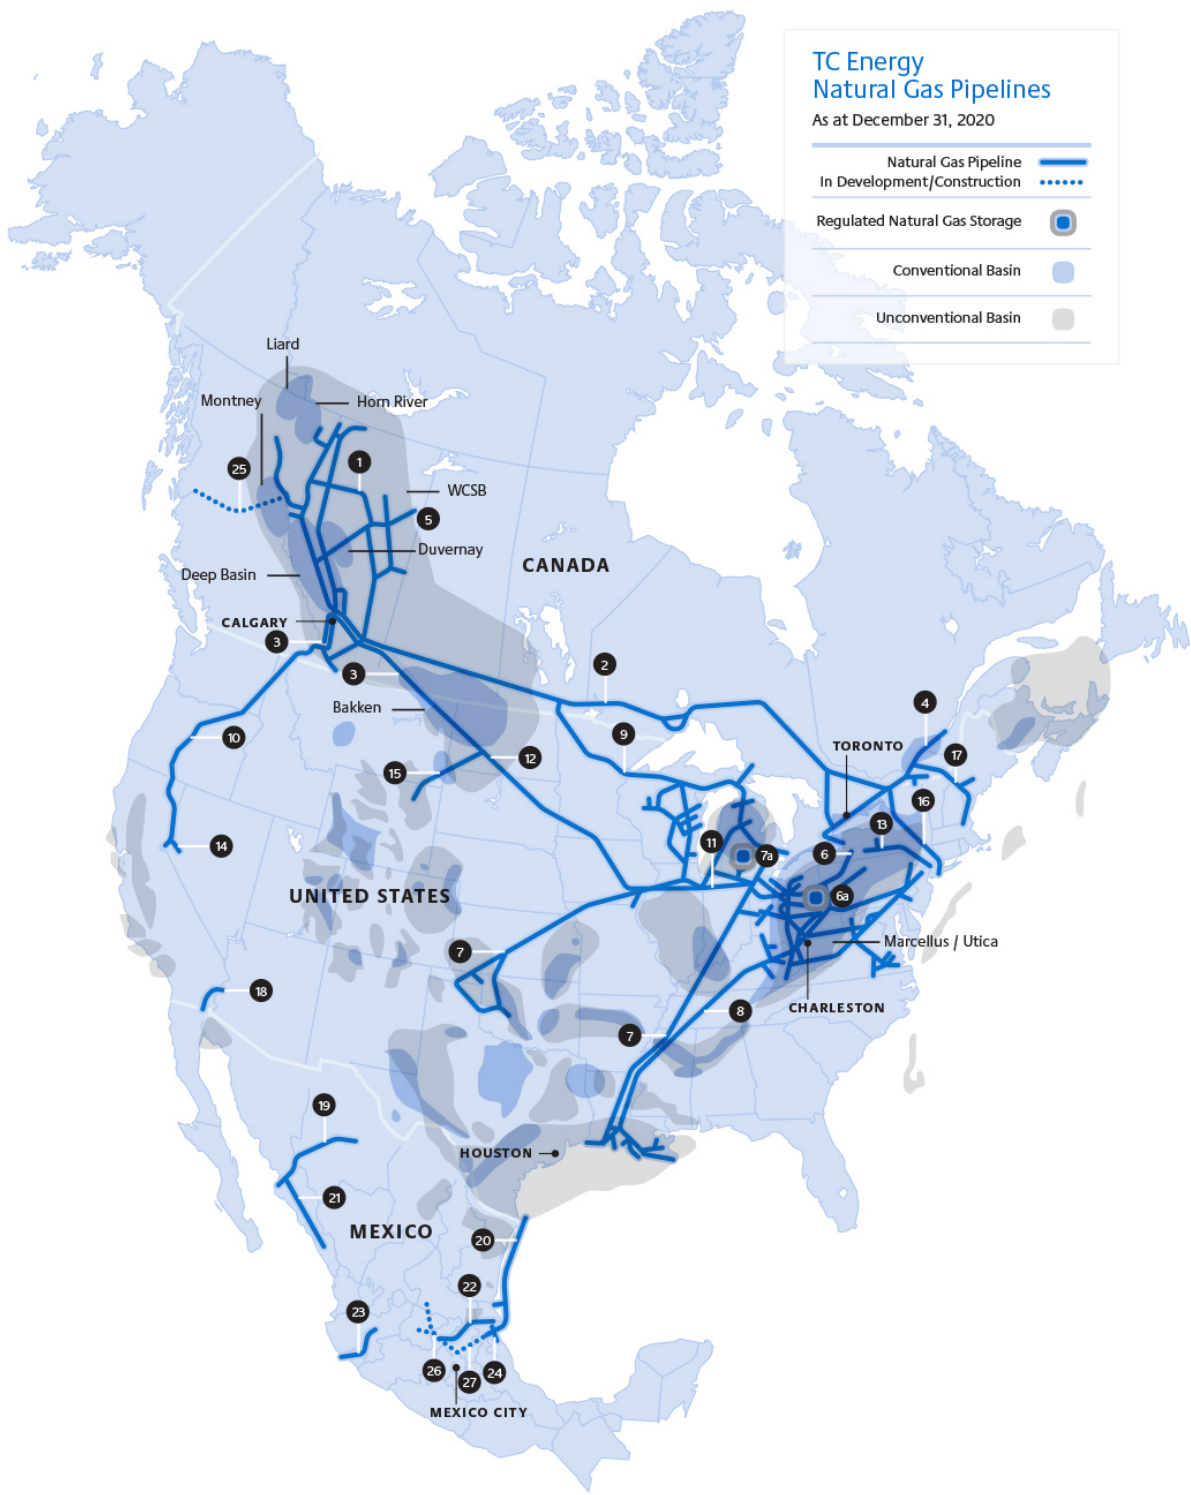 TC Energy
Natural Gas Pipelines
As at December 31, 2020
Natural Gas Pipeline
In Development/Construction
Regulated Natural Gas Storage
Conventional Basin
Unconventional Basin
Liard
Montney
Horn River
25
1
WCSB
5
Duvernay
CANADA
Deep Basin
CALGARY
3
3
2
Bakken
4
9
10
TORONTO
17
12
15
16
13
14
11
7a
6
UNITED STATES
6a
7
Marcellus / Utica
18
8
CHARLESTON
7
19
HOUSTON
21
MEXICO
20
22
23
26
27
24
MEXICO CITY